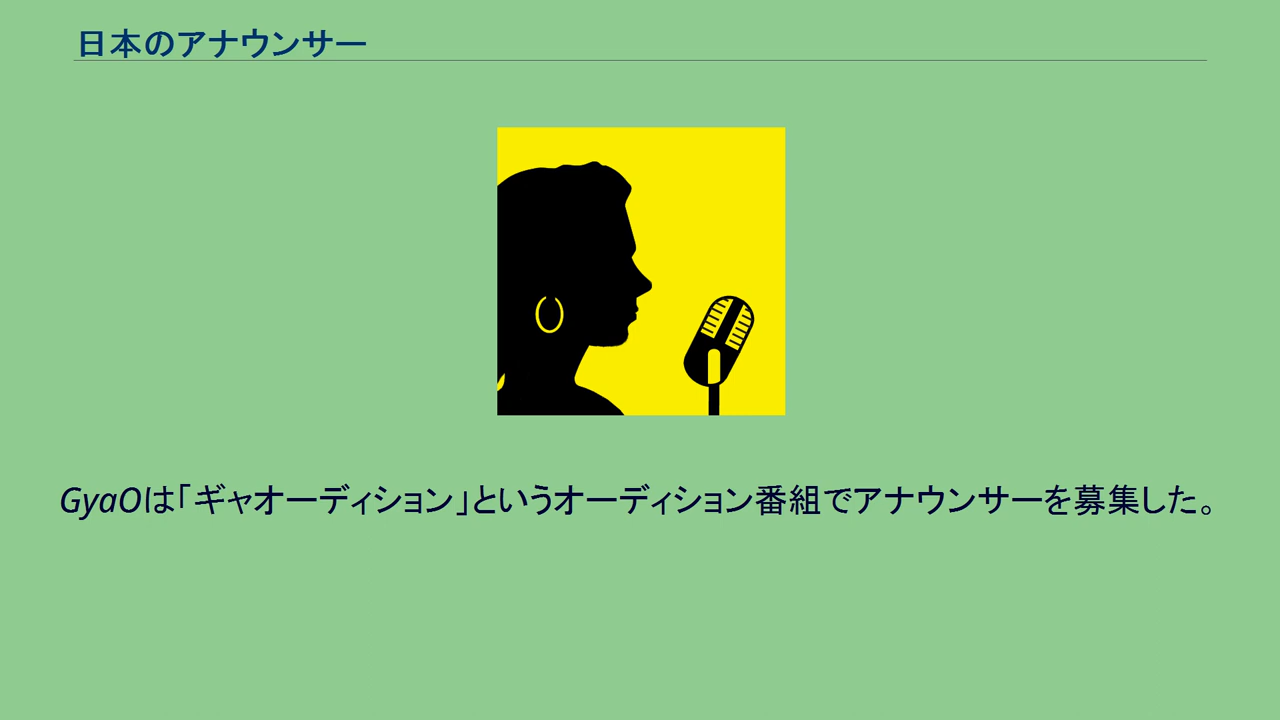 日本のアナウンサー
GyaOは「ギャオーディション」というオーディション番組でアナウンサーを募集した。